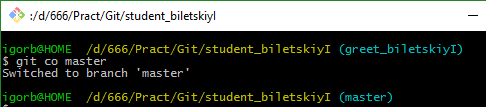 :/d/666/Pract/Git/student_biletskiyI
igorb@HOME /d/666/Pract/Git/student_biletskiyI (greet_biletskiyI)
$ git co master
Switched to branch 'master'
igorb@HOME /d/666/Pract/Git/student_biletskiyI (master)